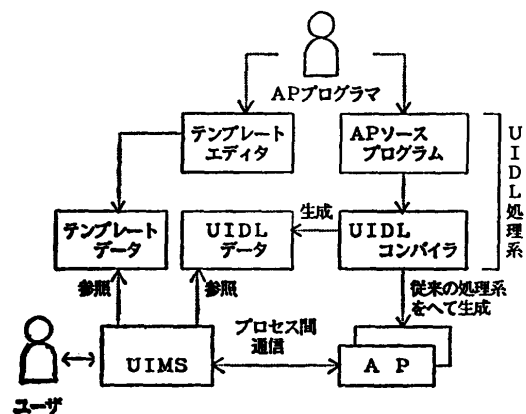 APプログラマ
テンプレート
エディタ
APソース
プログラム
UIDL処理系
テンプレート
データ
UIDL
データ
生成
UIDL
コンパイラ
参照
参照
従来の処理系
をへて生成
プロセス間
通信
UIMS
AP
ユーザ